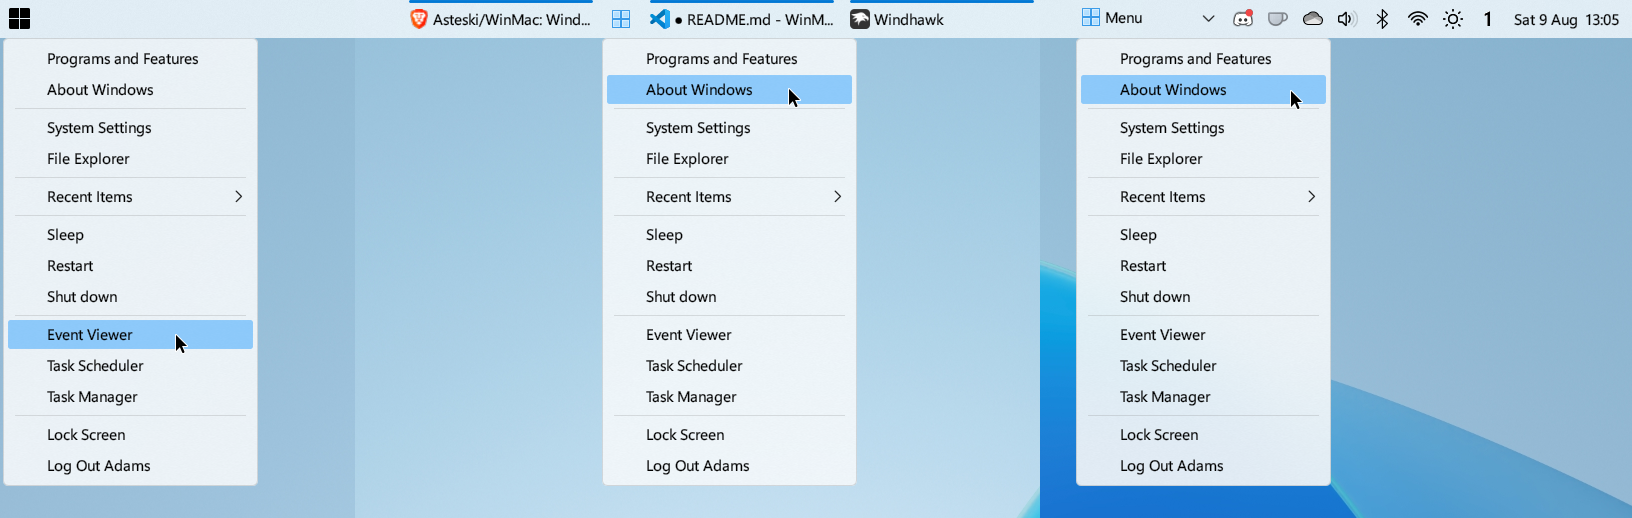 Asteski/WinMac: Wind...
● README.md - WinM...
Windhawk
Menu
1
Sat 9 Aug 13:05
Programs and Features
About Windows
System Settings
File Explorer
Recent Items
Sleep
Restart
Shut down
Event Viewer
Task Scheduler
Task Manager
Lock Screen
Log Out Adams
Programs and Features
About Windows
System Settings
File Explorer
Recent Items
Sleep
Restart
Shut down
Event Viewer
Task Scheduler
Task Manager
Lock Screen
Log Out Adams
Programs and Features
About Windows
System Settings
File Explorer
Recent Items
Sleep
Restart
Shut down
Event Viewer
Task Scheduler
Task Manager
Lock Screen
Log Out Adams